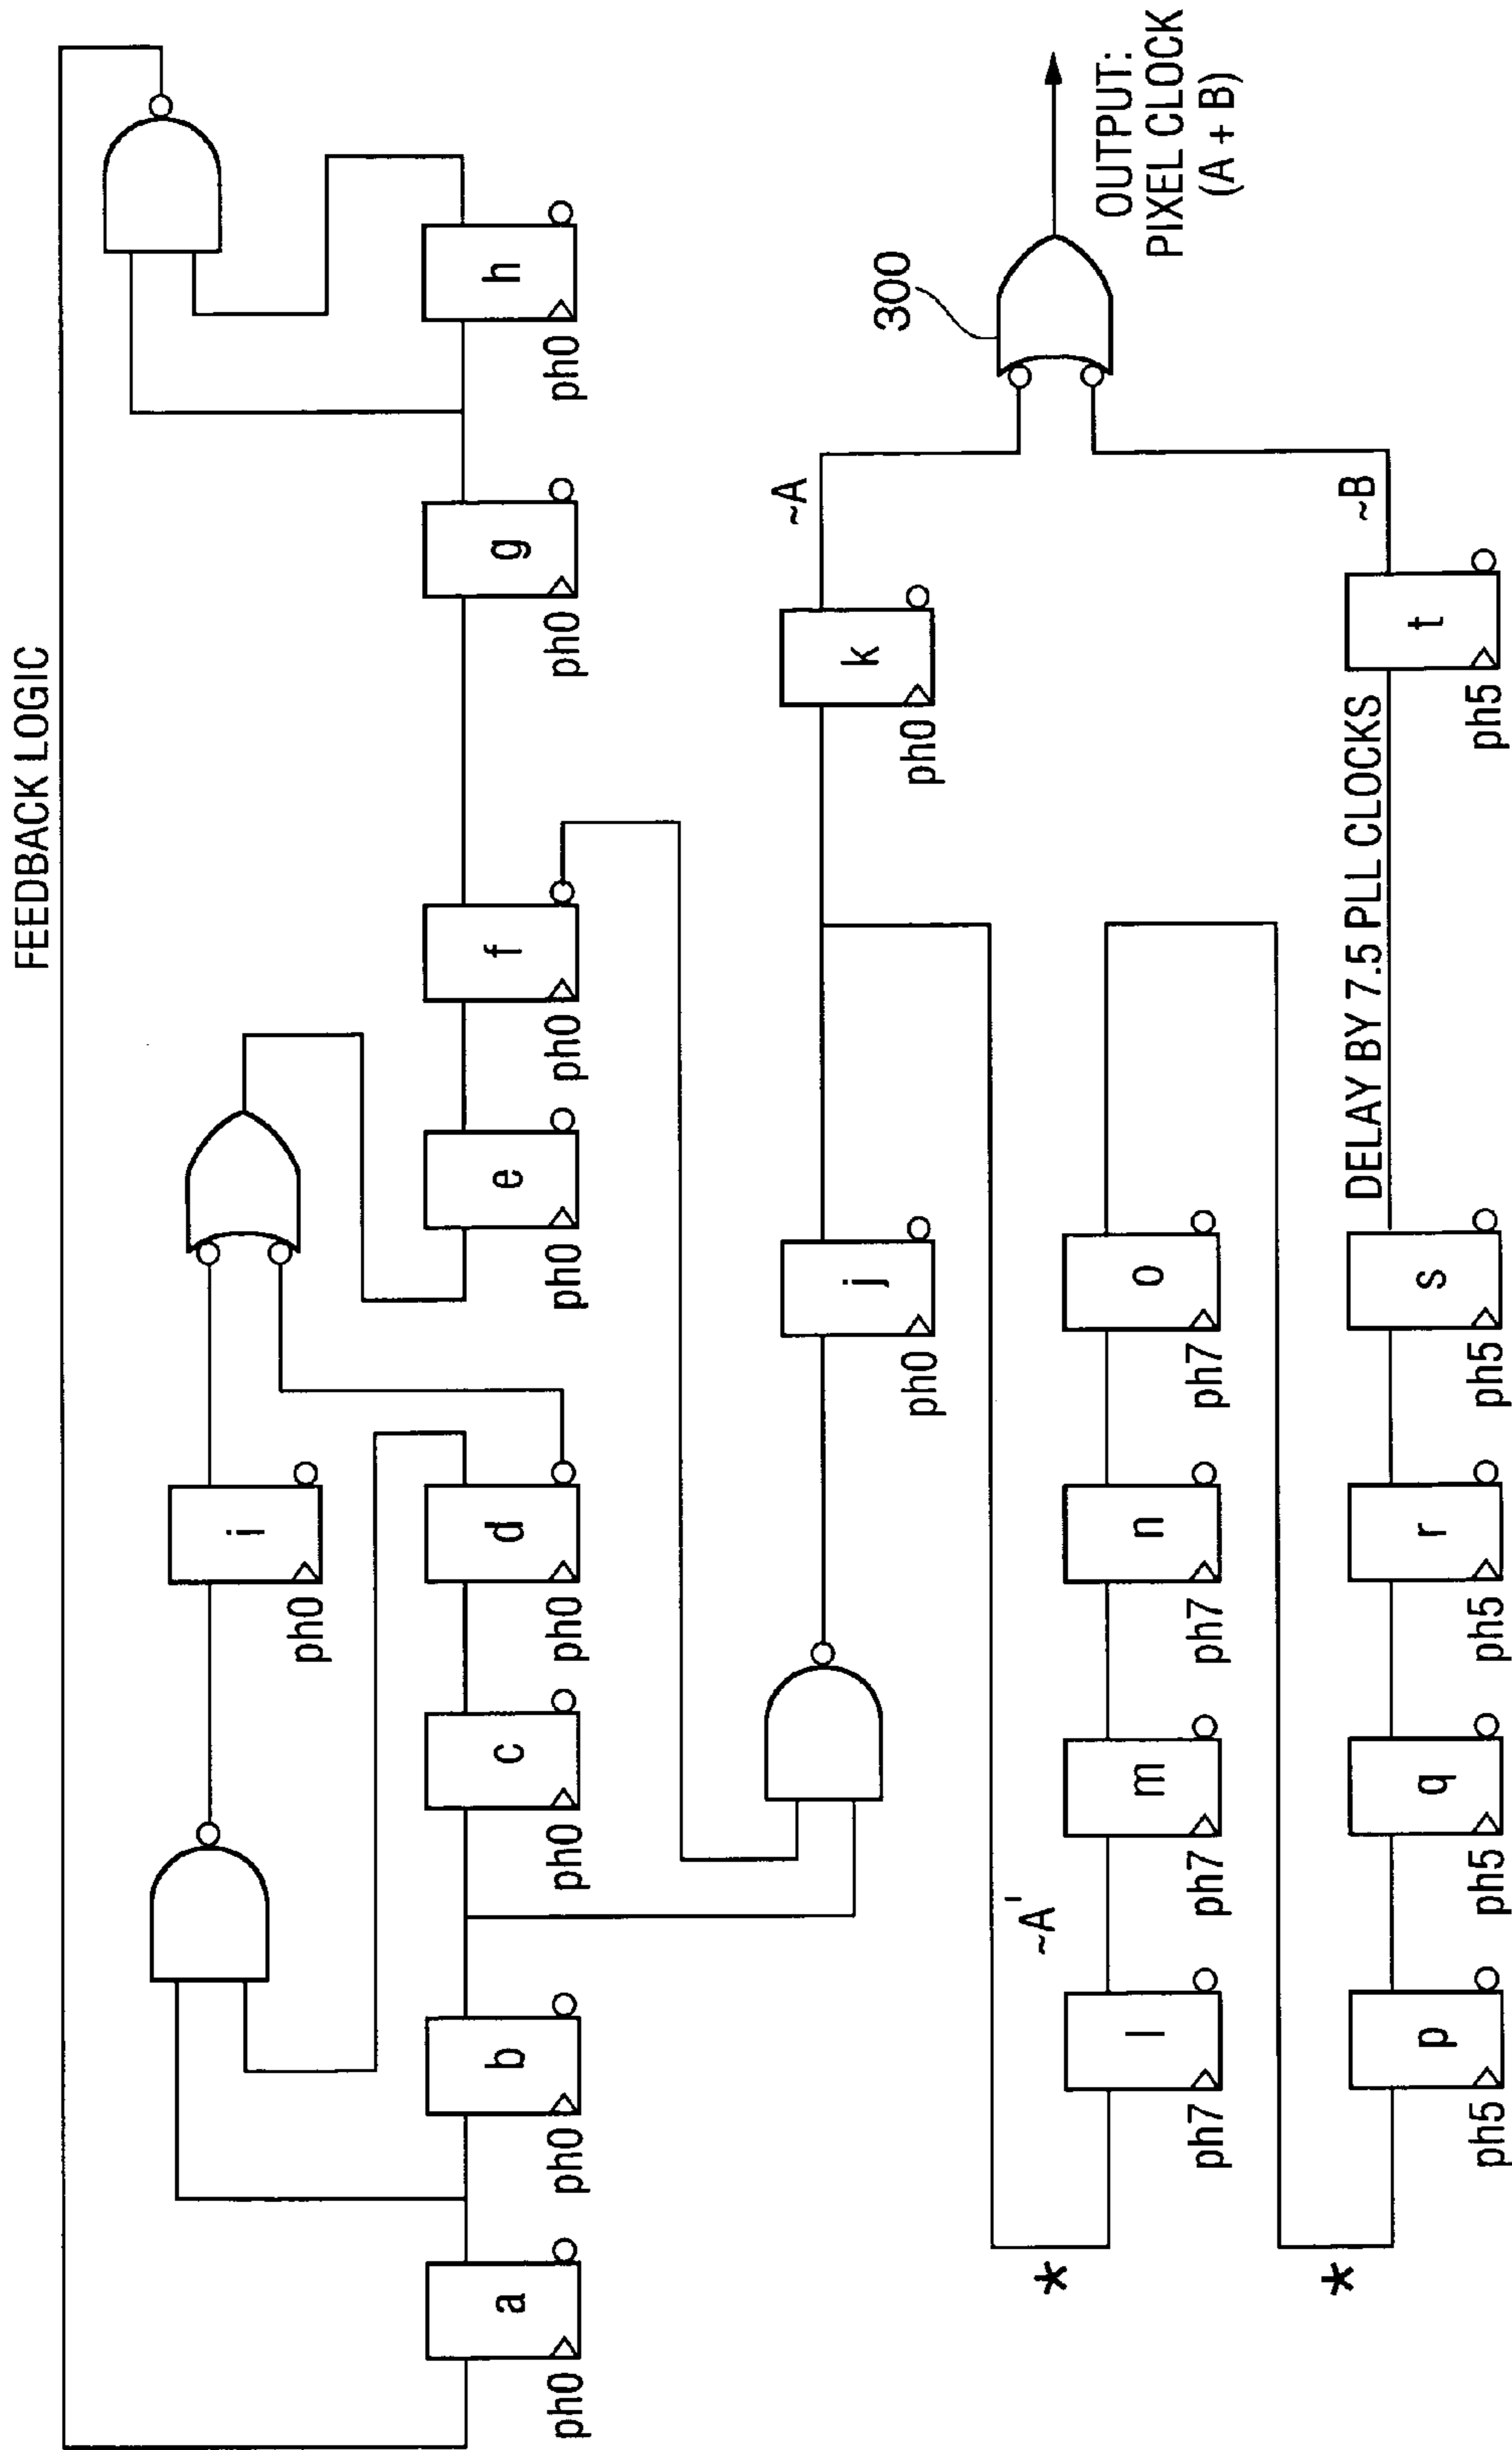 FEEDBACK LOGIC
i
ph0
a
ph0
b
ph0
c
ph0
d
ph0
e
ph0
f
ph0
g
ph0
h
ph0
j
ph0
k
ph0
~A
300
OUTPUT:
PIXEL CLOCK
(A + B)
*
~A'
l
ph7
m
ph7
n
ph7
o
ph7
*
p
ph5
q
ph5
r
ph5
s
ph5
DELAY BY 7.5 PLL CLOCKS
t
ph5
~B